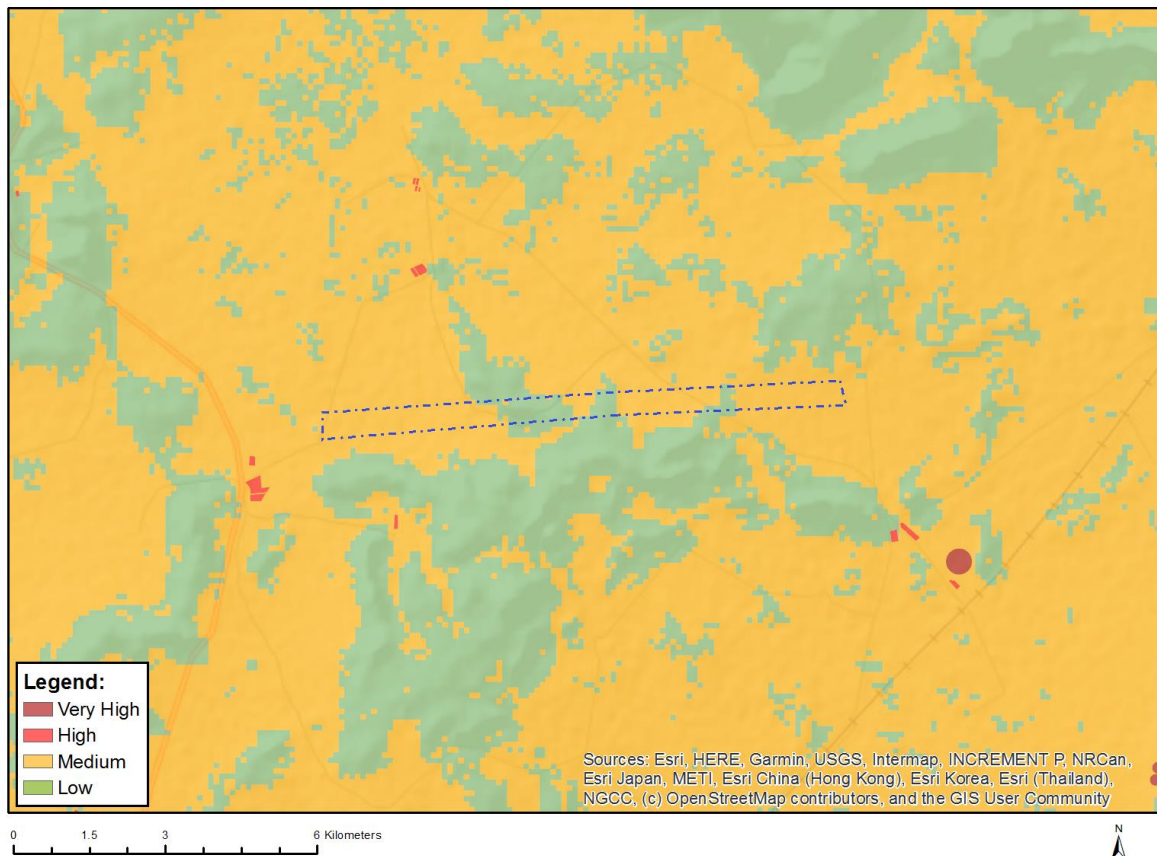 Legend:
Very High
High
Medium
Low
Sources: Esri, HERE, Garmin, USGS, Intermap, INCREMENT P, NRCan,
Esri Japan, METI, Esri China (Hong Kong), Esri Korea, Esri (Thailand),
NGCC, (c) OpenStreetMap contributors, and the GIS User Community
0 1.5 3 6 Kilometers
N